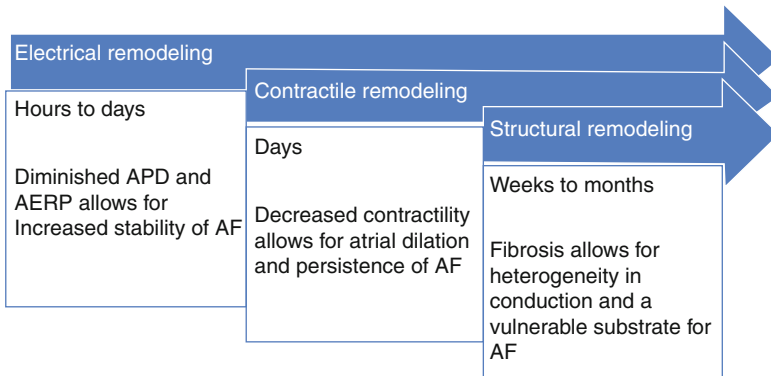 Electrical remodeling
Hours to days
Diminished APD and
AERP allows for
Increased stability of AF
Contractile remodeling
Days
Decreased contractility
allows for atrial dilation
and persistence of AF
Structural remodeling
Weeks to months
Fibrosis allows for
heterogeneity in
conduction and a
vulnerable substrate for
AF